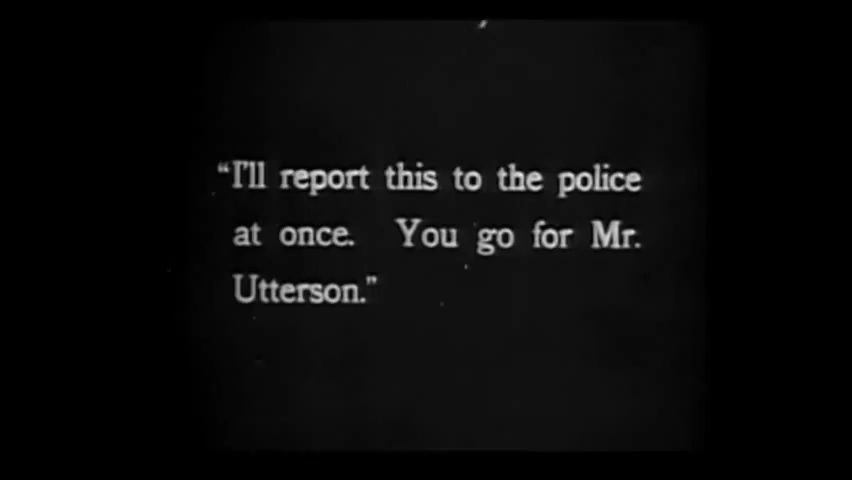 “I'll report this to the police
at once. You go for Mr.
Utterson.”